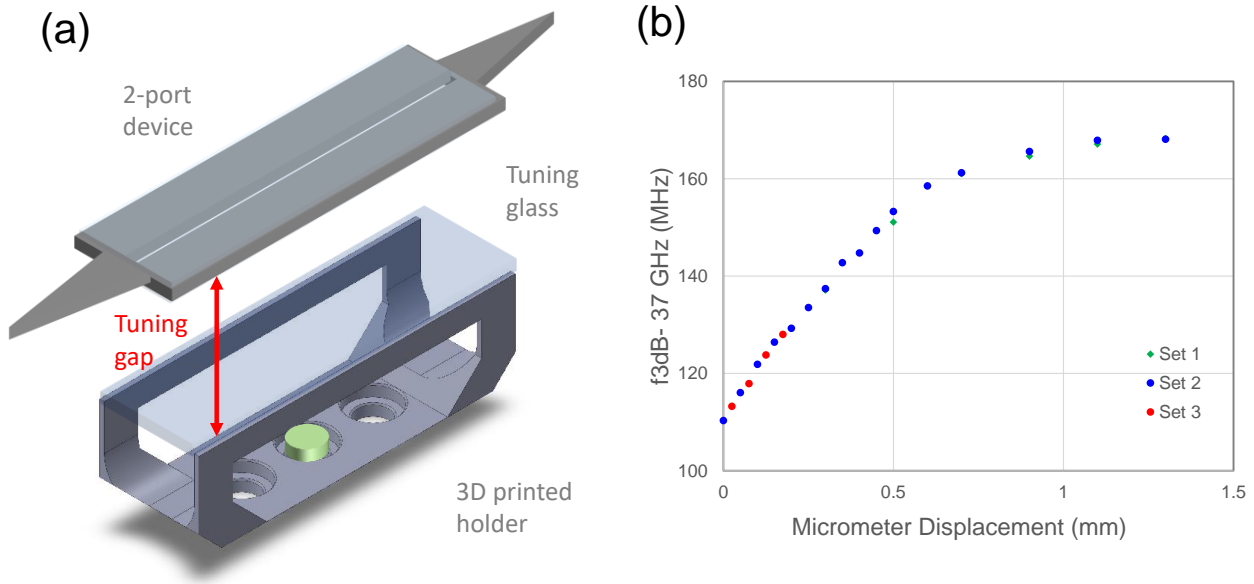 (a)
2-port
device
Tuning
glass
Tuning
gap
3D printed
holder
(b)
f3dB- 37 GHz (MHz)
180
160
140
120
100
0
0.5
1
1.5
Micrometer Displacement (mm)
Set 1
Set 2
Set 3